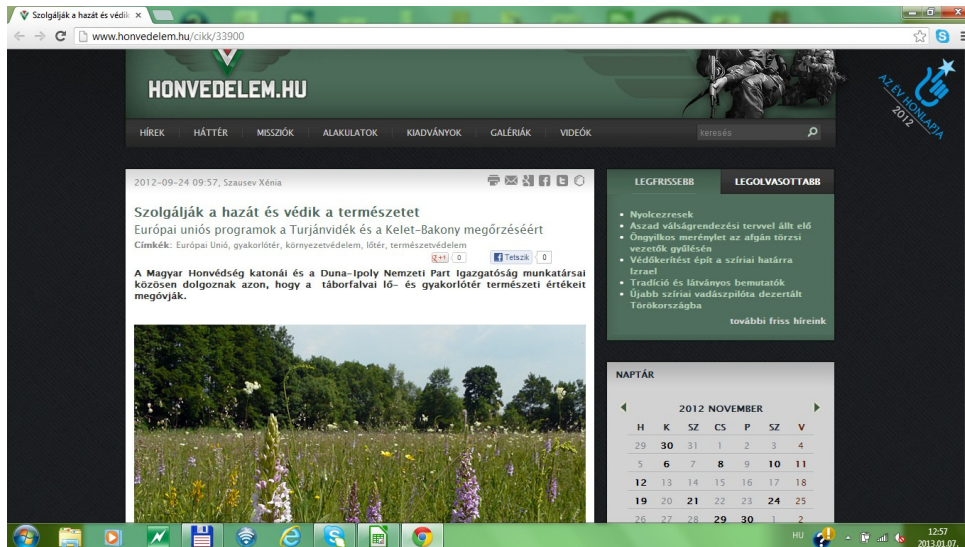 Szolgálják a hazát és védik
www.honvedelem.hu/cikk/33900
HONVEDELEM.HU
AZ ÉV HONLAPJA
2012
HÍREK HÁTTÉR MISSZIÓK ALAKULATOK KIADVÁNYOK GALÉRIÁK VIDEÓK
keresés
2012-09-24 09:57, Szausev Xénia
Szolgálják a hazát és védik a természetet
Európai uniós programok a Turjánvidék és a Kelet-Bakony megőrzéséért
Címkék: Európai Unió, gyakorlótér, környezetvédelem, lőtér, természetvédelem
+1 0 Tetszik 0
A Magyar Honvédség katonái és a Duna-Ipoly Nemzeti Part Igazgatóság munkatársai
közösen dolgoznak azon, hogy a táborfalvai lő- és gyakorlótér természeti értékeit
megóvják.
LEGFRISSEBB LEGOLVASOTTABB
Nyolcezresek
Aszad válságrendezési tervvel állt elő
Öngyilkos merénylet az afgán törzsi
vezetők gyűlésén
Védőkerítést épít a szíriai határra
Izrael
Tradíció és látványos bemutatók
Újabb szíriai vadászpilóta dezertált
Törökországba
további friss híreink
NAPTÁR
2012 NOVEMBER
H K SZ CS P SZ V
29 30 31 1 2 3 4
5 6 7 8 9 10 11
12 13 14 15 16 17 18
19 20 21 22 23 24 25
26 27 28 29 30 1 2
HU
12:57
2013.01.07.